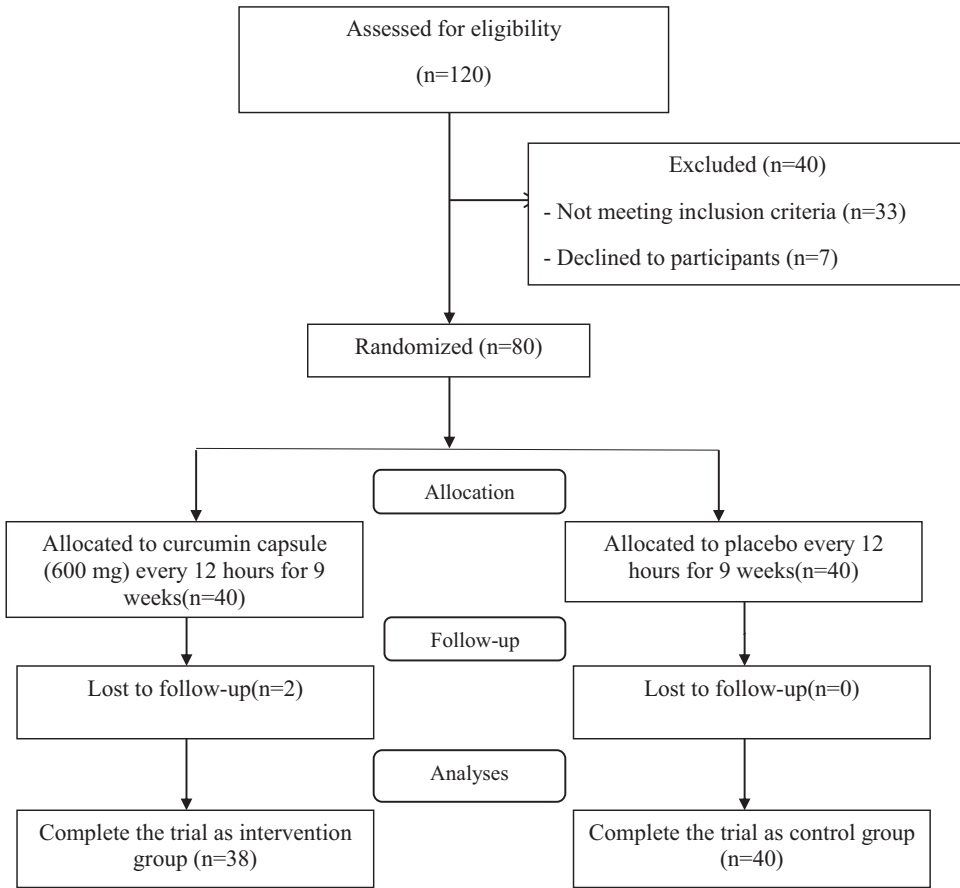 Assessed for eligibility
(n=120)
Excluded (n=40)
- Not meeting inclusion criteria (n=33)
- Declined to participants (n=7)
Randomized (n=80)
Allocation
Allocated to curcumin capsule
(600 mg) every 12 hours for 9
weeks(n=40)
Allocated to placebo every 12
hours for 9 weeks(n=40)
Follow-up
Lost to follow-up(n=2)
Lost to follow-up(n=0)
Analyses
Complete the trial as intervention
group (n=38)
Complete the trial as control group
(n=40)